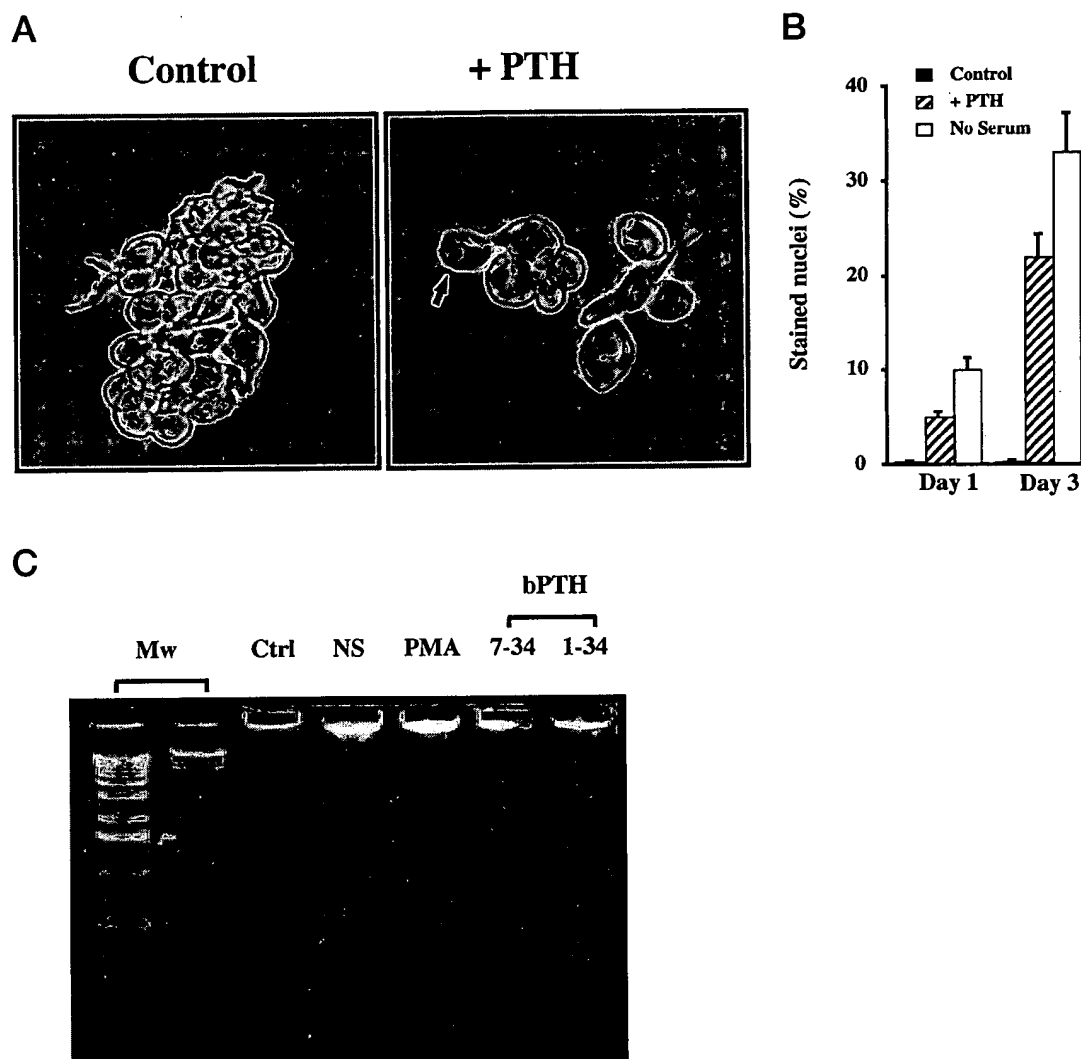 A
Control
+ PTH
B
40
30
20
10
0
Stained nuclei (%)
Control
+ PTH
No Serum
Day 1
Day 3
C
bPTH
Mw
Ctrl
NS
PMA
7-34
1-34